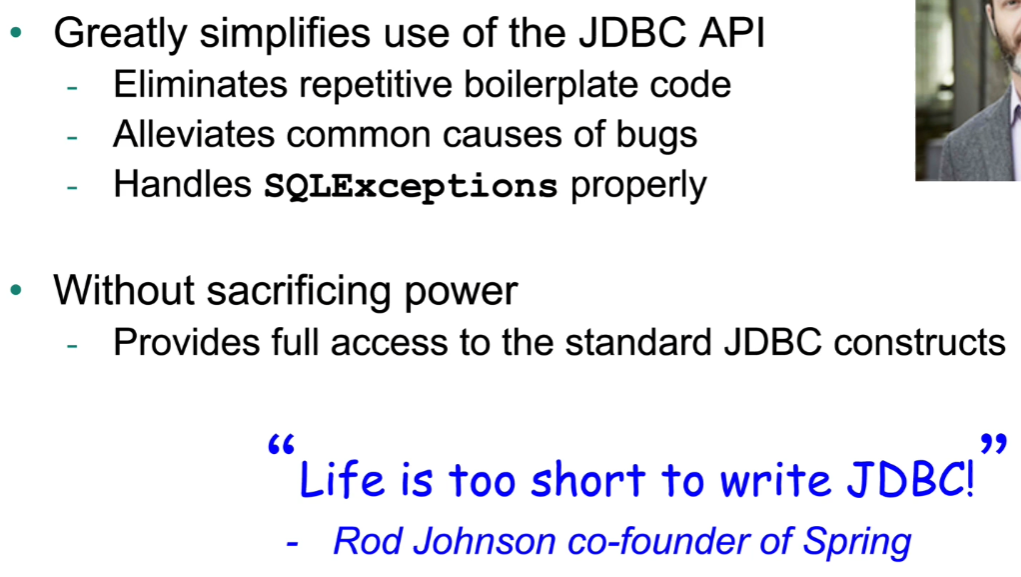 • Greatly simplifies use of the JDBC API
- Eliminates repetitive boilerplate code
- Alleviates common causes of bugs
- Handles SQLExceptions properly
• Without sacrificing power
- Provides full access to the standard JDBC constructs
“Life is too short to write JDBC!”
- Rod Johnson co-founder of Spring